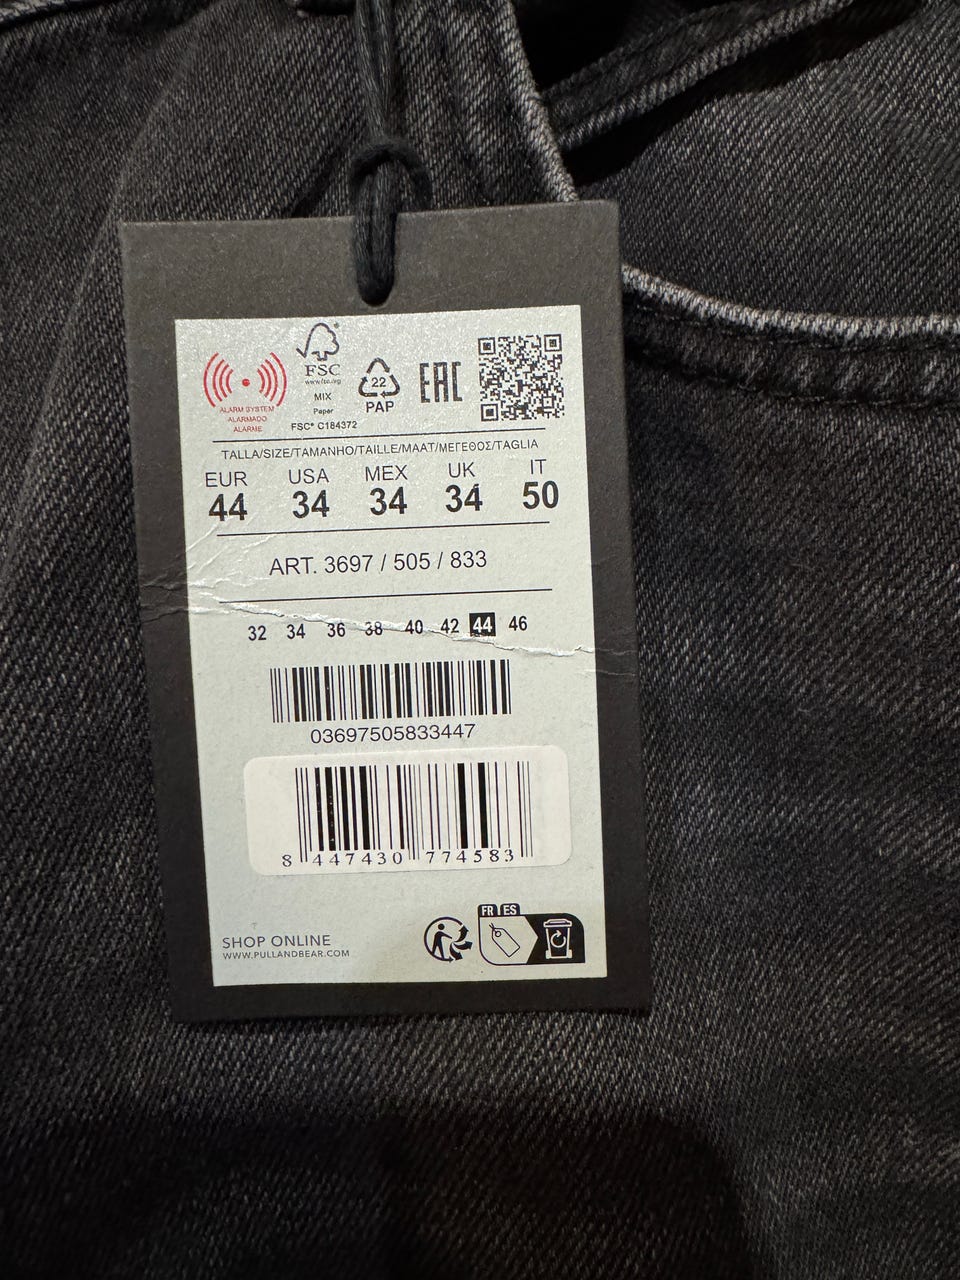 FSC®
www.fsc.org
MIX
Paper
FSC® C184372
ALARM SYSTEM
ALARMADO
ALARME
22
PAP
EAC
TALLA/SIZE/TAMANHO/TAILLE/MAAT/ΜΕΓΕΘΟΣ/TAGLIA
EUR USA MEX UK IT
44 34 34 34 50
ART. 3697 / 505 / 833
32 34 36 38 40 42 44 46
03697505833447
8 447430 774583
FR ES
SHOP ONLINE
WWW.PULLANDBEAR.COM